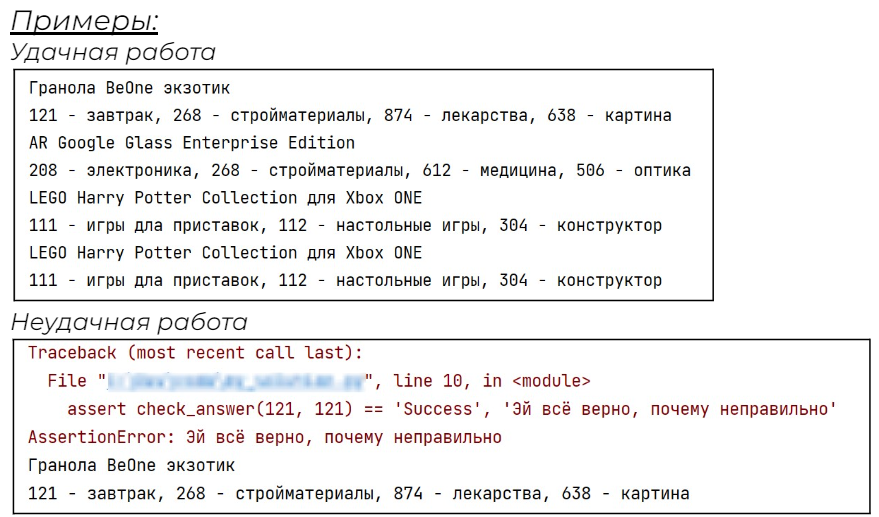 Примеры:
Удачная работа
Гранола BeOne экзотик
121 - завтрак, 268 - стройматериалы, 874 - лекарства, 638 - картина
AR Google Glass Enterprise Edition
208 - электроника, 268 - стройматериалы, 612 - медицина, 506 - оптика
LEGO Harry Potter Collection для Xbox ONE
111 - игры дла приставок, 112 - настольные игры, 304 - конструктор
LEGO Harry Potter Collection для Xbox ONE
111 - игры дла приставок, 112 - настольные игры, 304 - конструктор
Неудачная работа
Traceback (most recent call last):
File "", line 10, in <module>
assert check_answer(121, 121) == 'Success', 'Эй всё верно, почему неправильно'
AssertionError: Эй всё верно, почему неправильно
Гранола BeOne экзотик
121 - завтрак, 268 - стройматериалы, 874 - лекарства, 638 - картина